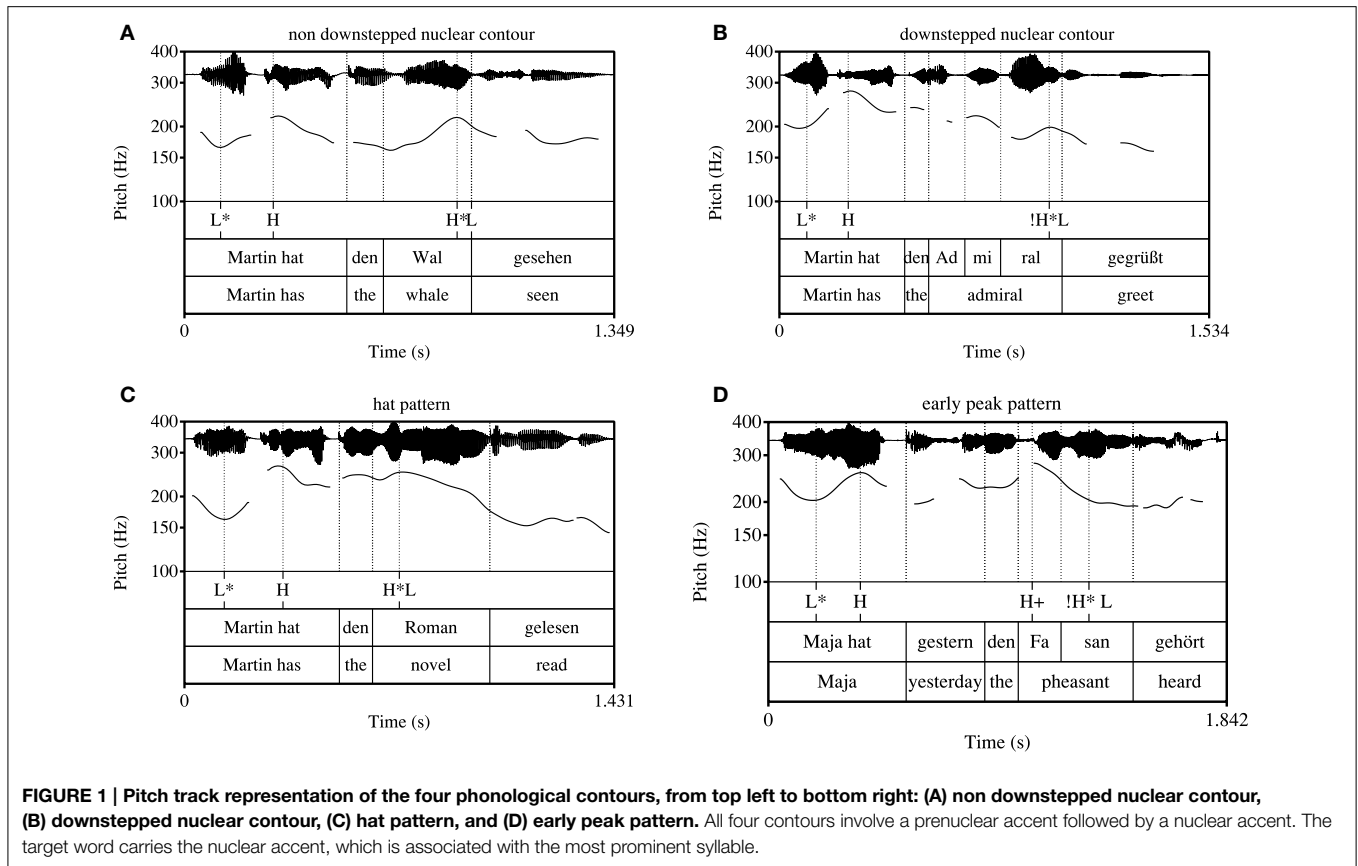 A
non downstepped nuclear contour
400
300
200
150
100
Pitch (Hz)
L* H H*L
Martin hat den Wal gesehen
Martin has the whale seen
0 1.349
Time (s)
B
downstepped nuclear contour
400
300
200
150
100
Pitch (Hz)
L* H !H*L
Martin hat den Ad mi ral gegrüßt
Martin has the admiral greet
0 1.534
Time (s)
C
hat pattern
400
300
200
150
100
Pitch (Hz)
L* H H*L
Martin hat den Roman gelesen
Martin has the novel read
0 1.431
Time (s)
D
early peak pattern
400
300
200
150
100
Pitch (Hz)
L* H H+ !H* L
Maja hat gestern den Fa san gehört
Maja yesterday the pheasant heard
0 1.842
Time (s)
FIGURE 1 | Pitch track representation of the four phonological contours, from top left to bottom right: (A) non downstepped nuclear contour,
(B) downstepped nuclear contour, (C) hat pattern, and (D) early peak pattern. All four contours involve a prenuclear accent followed by a nuclear accent. The
target word carries the nuclear accent, which is associated with the most prominent syllable.